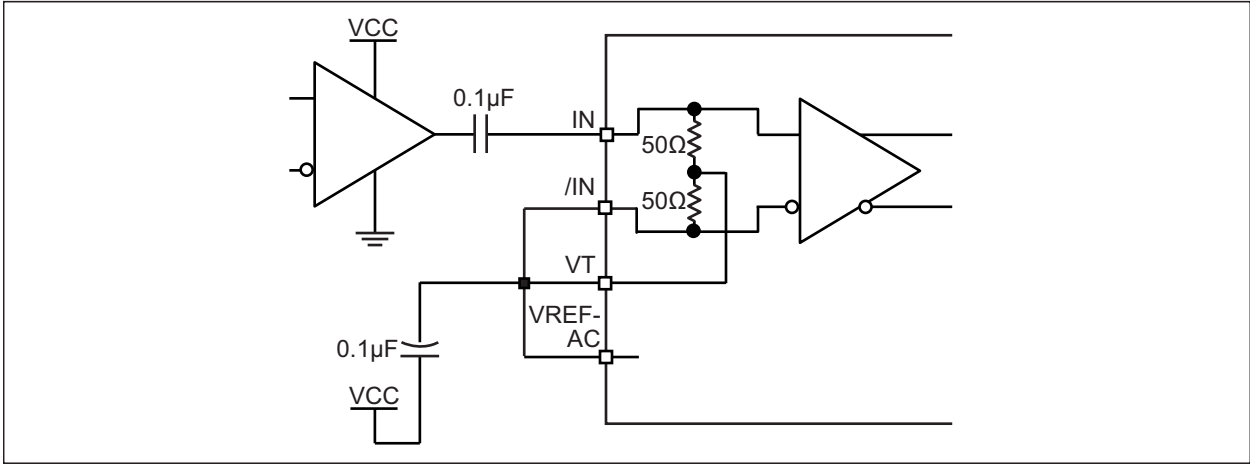 VCC
0.1µF
IN
50Ω
/IN
50Ω
VT
VREF-
AC
0.1µF
VCC